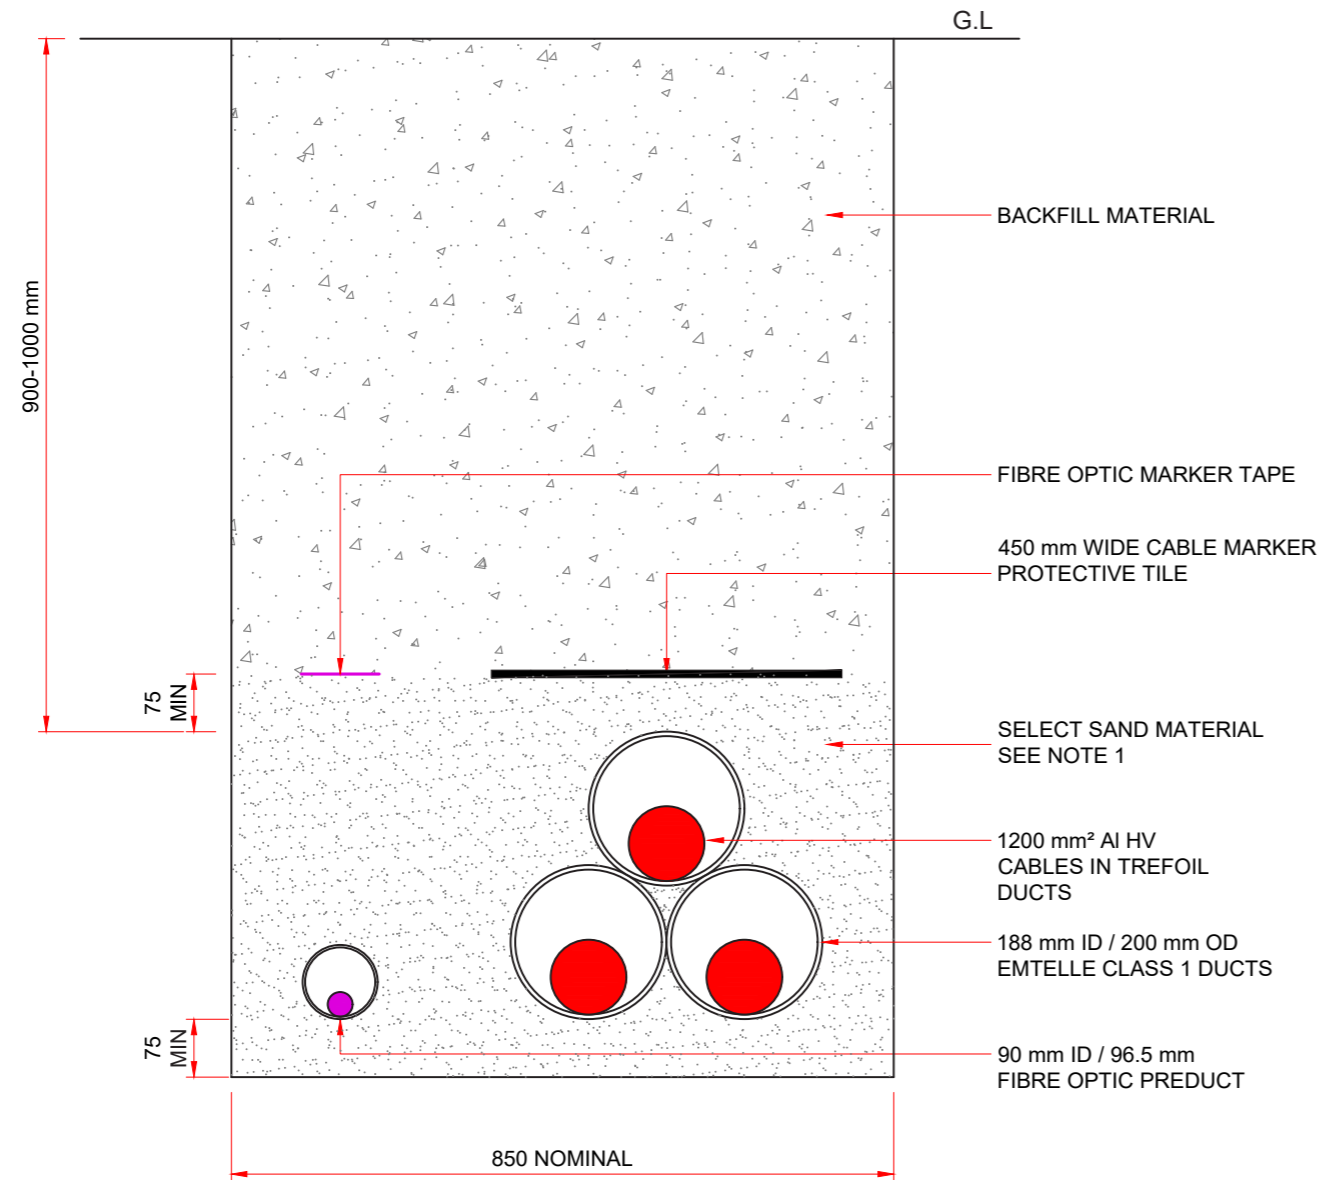 G.L
900-1000 mm
BACKFILL MATERIAL
FIBRE OPTIC MARKER TAPE
450 mm WIDE CABLE MARKER
PROTECTIVE TILE
75
MIN
SELECT SAND MATERIAL
SEE NOTE 1
1200 mm² Al HV
CABLES IN TREFOIL
DUCTS
188 mm ID / 200 mm OD
EMTELLE CLASS 1 DUCTS
75
MIN
90 mm ID / 96.5 mm
FIBRE OPTIC PREDUCT
850 NOMINAL